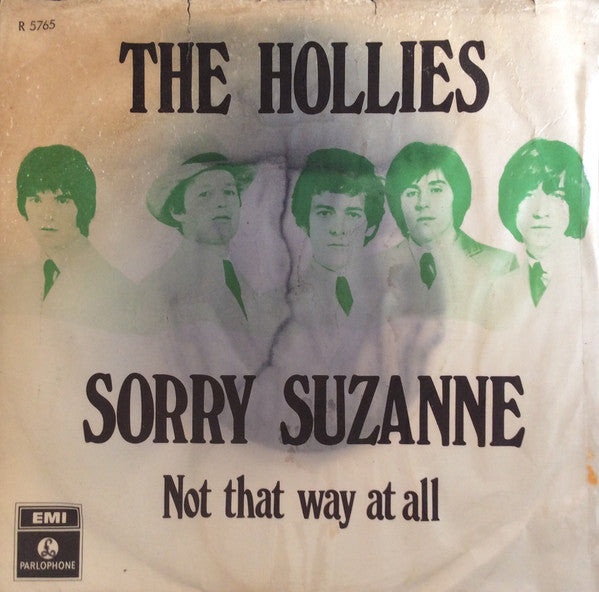 R 5765
THE HOLLIES
SORRY SUZANNE
Not that way at all
EMI
PARLOPHONE